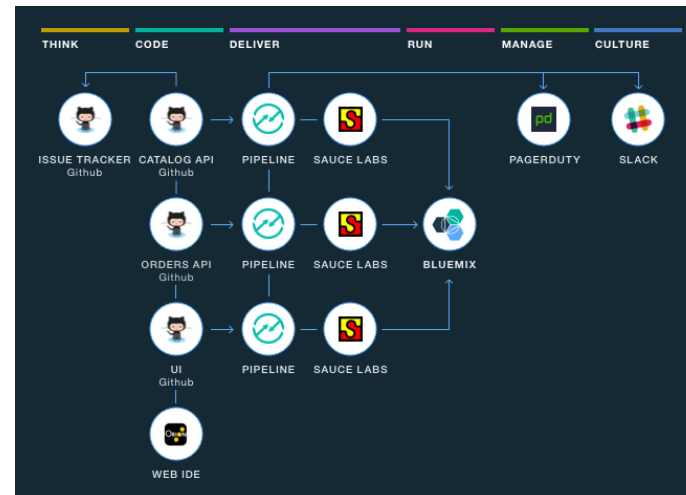 THINK
CODE
DELIVER
RUN
MANAGE
CULTURE
ISSUE TRACKER
Github
CATALOG API
Github
PIPELINE
S
SAUCE LABS
pd
PAGERDUTY
SLACK
ORDERS API
Github
PIPELINE
S
SAUCE LABS
BLUEMIX
UI
Github
PIPELINE
S
SAUCE LABS
ORION
WEB IDE